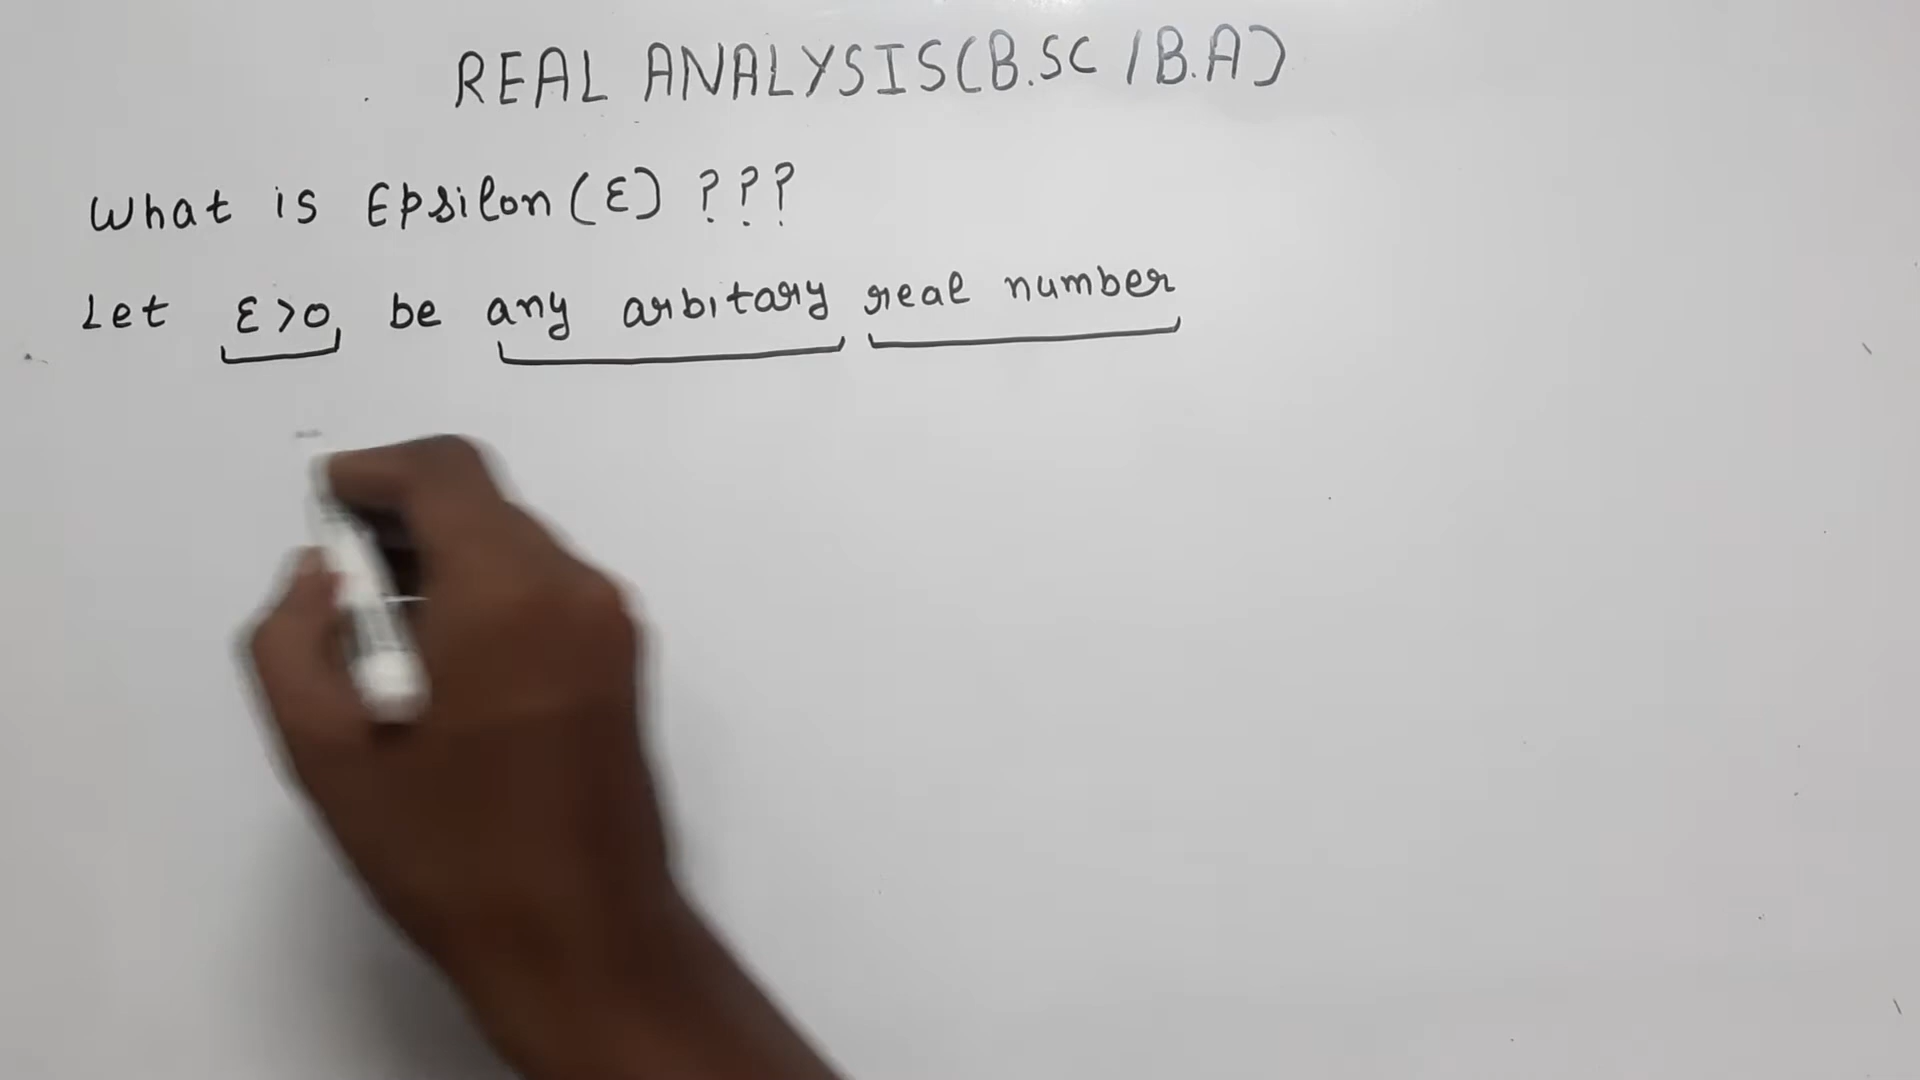 REAL ANALYSIS(B.SC / B.A)
What is Epsilon (ε) ???
Let ε>0, be any arbitary real number